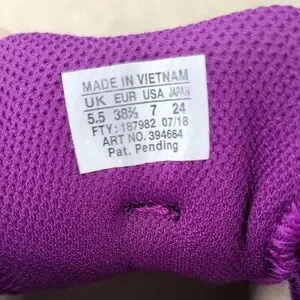 MADE IN VIETNAM
UK EUR USA JAPAN
5.5 38⅔ 7 24
FTY: 187982 07/18
ART NO. 394664
Pat. Pending